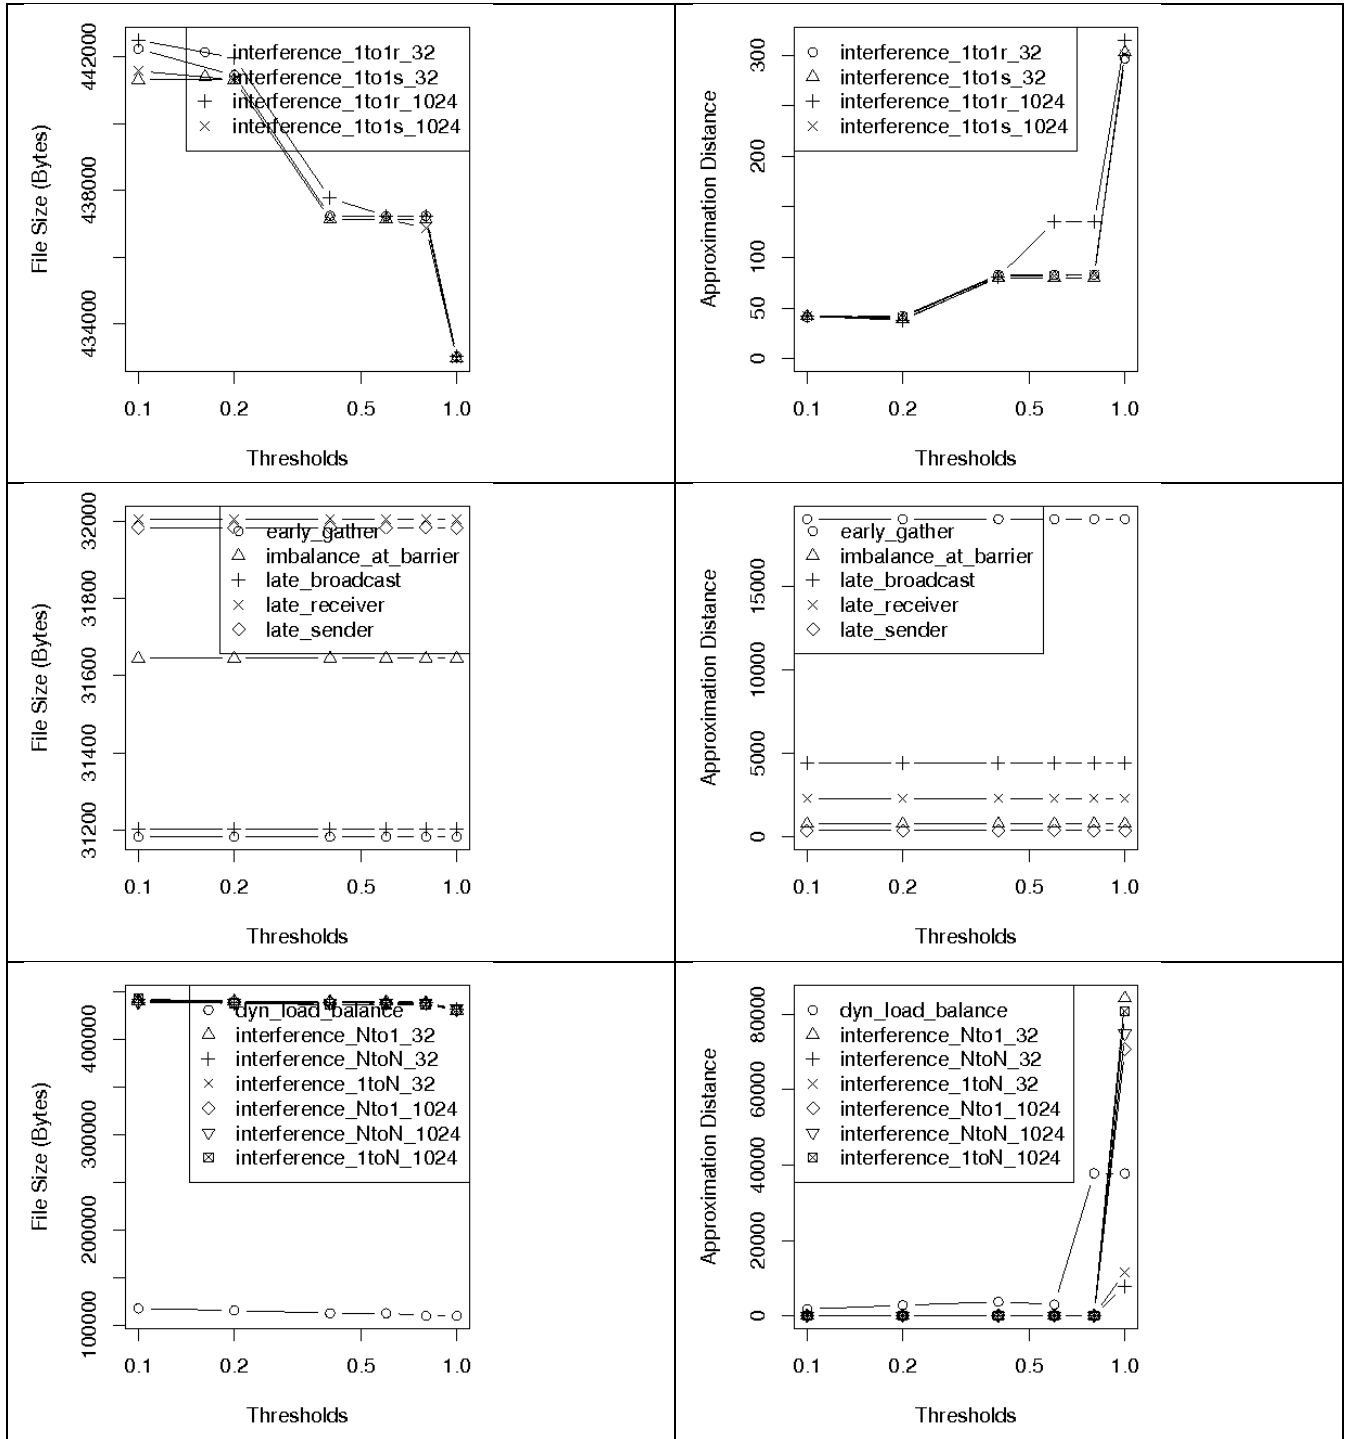 File Size (Bytes)
442000
438000
434000
interference_1to1r_32
interference_1to1s_32
interference_1to1r_1024
interference_1to1s_1024
0.1 0.2 0.5 1.0
Thresholds
Approximation Distance
300
200
100
50
0
interference_1to1r_32
interference_1to1s_32
interference_1to1r_1024
interference_1to1s_1024
0.1 0.2 0.5 1.0
Thresholds
File Size (Bytes)
32000
31800
31600
31400
31200
early_gather
imbalance_at_barrier
late_broadcast
late_receiver
late_sender
0.1 0.2 0.5 1.0
Thresholds
Approximation Distance
15000
10000
5000
0
early_gather
imbalance_at_barrier
late_broadcast
late_receiver
late_sender
0.1 0.2 0.5 1.0
Thresholds
File Size (Bytes)
400000
300000
200000
100000
dyn_load_balance
interference_Nto1_32
interference_NtoN_32
interference_1toN_32
interference_Nto1_1024
interference_NtoN_1024
interference_1toN_1024
0.1 0.2 0.5 1.0
Thresholds
Approximation Distance
80000
60000
40000
20000
0
dyn_load_balance
interference_Nto1_32
interference_NtoN_32
interference_1toN_32
interference_Nto1_1024
interference_NtoN_1024
interference_1toN_1024
0.1 0.2 0.5 1.0
Thresholds